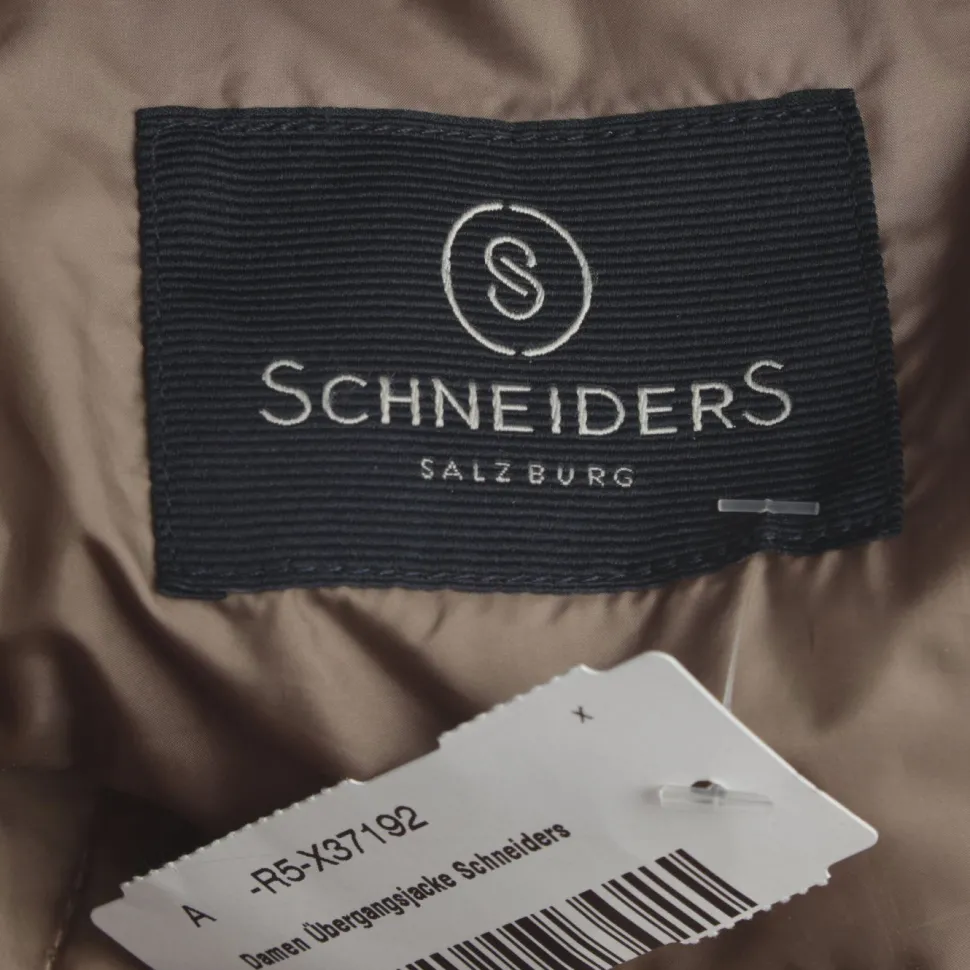 S
SCHNEIDERS
SALZBURG
X
A -R5-X37192
Damen Übergangsjacke Schneiders